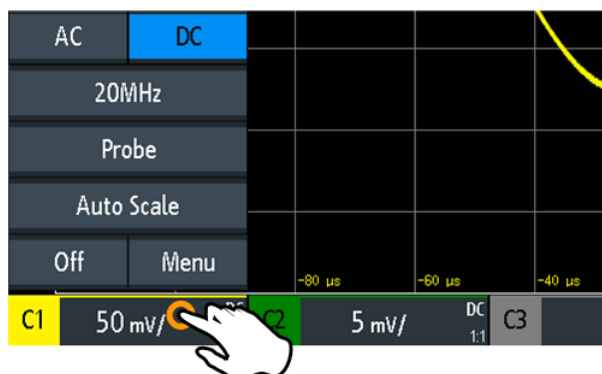 AC DC
20MHz
Probe
Auto Scale
Off Menu
-80 µs -60 µs -40 µs
C1 50 mV/ C2 5 mV/ DC C3
1:1